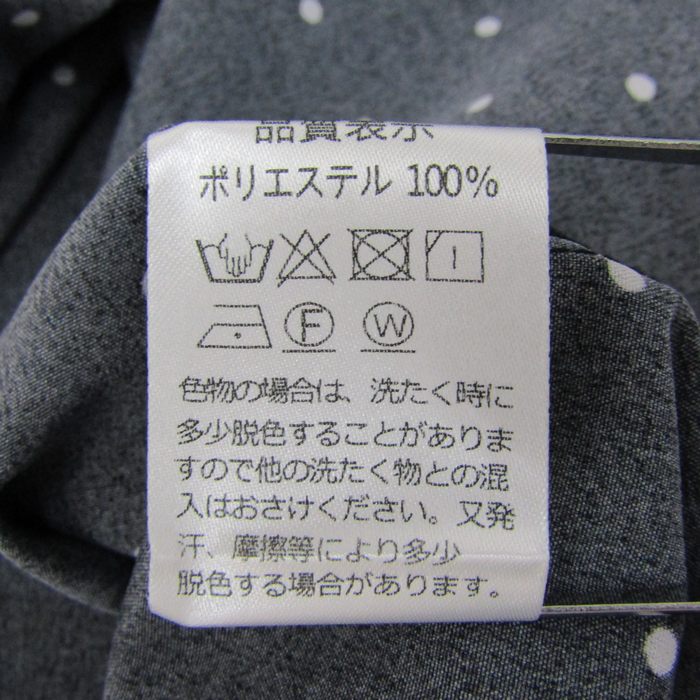 品質表示
ポリエステル 100%
F W
色物の場合は、洗たく時に
多少脱色することがありま
すので他の洗たく物との混
入はおさけください。又発
汗、摩擦等により多少
脱色する場合があります。